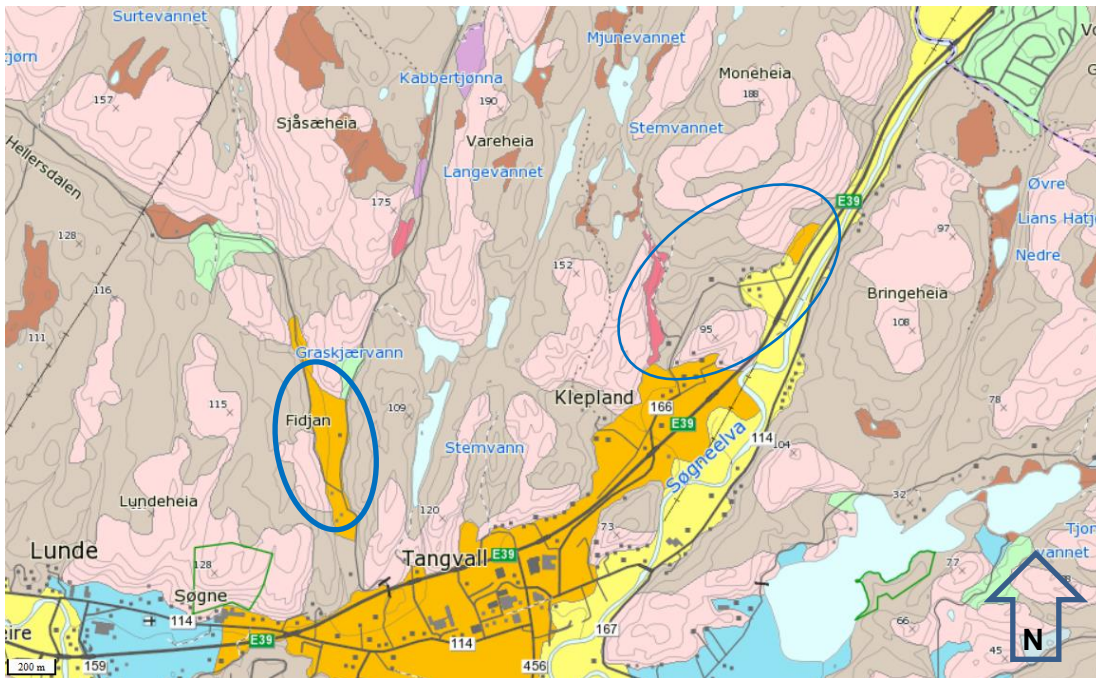 Surtevannet
Mjunevannet
Moneheia
188
Kabbertjønna
190
157
Sjåsæheia
Vareheia
Stemvannet
Hellersdalen
Langevannet
175
E39
Øvre
Lians Hatj
Nedre
128
97
152
116
Bringeheia
111
95
108
Graskjærvann
Klepland
166
E39
115
Fidjan
109
114
104
78
Søgneelva
Stemvann
Lundeheia
120
32
Lunde
Tangvall
E39
73
128
77
Søgne
114
66
N
45
E39
114
167
159
456
200 m